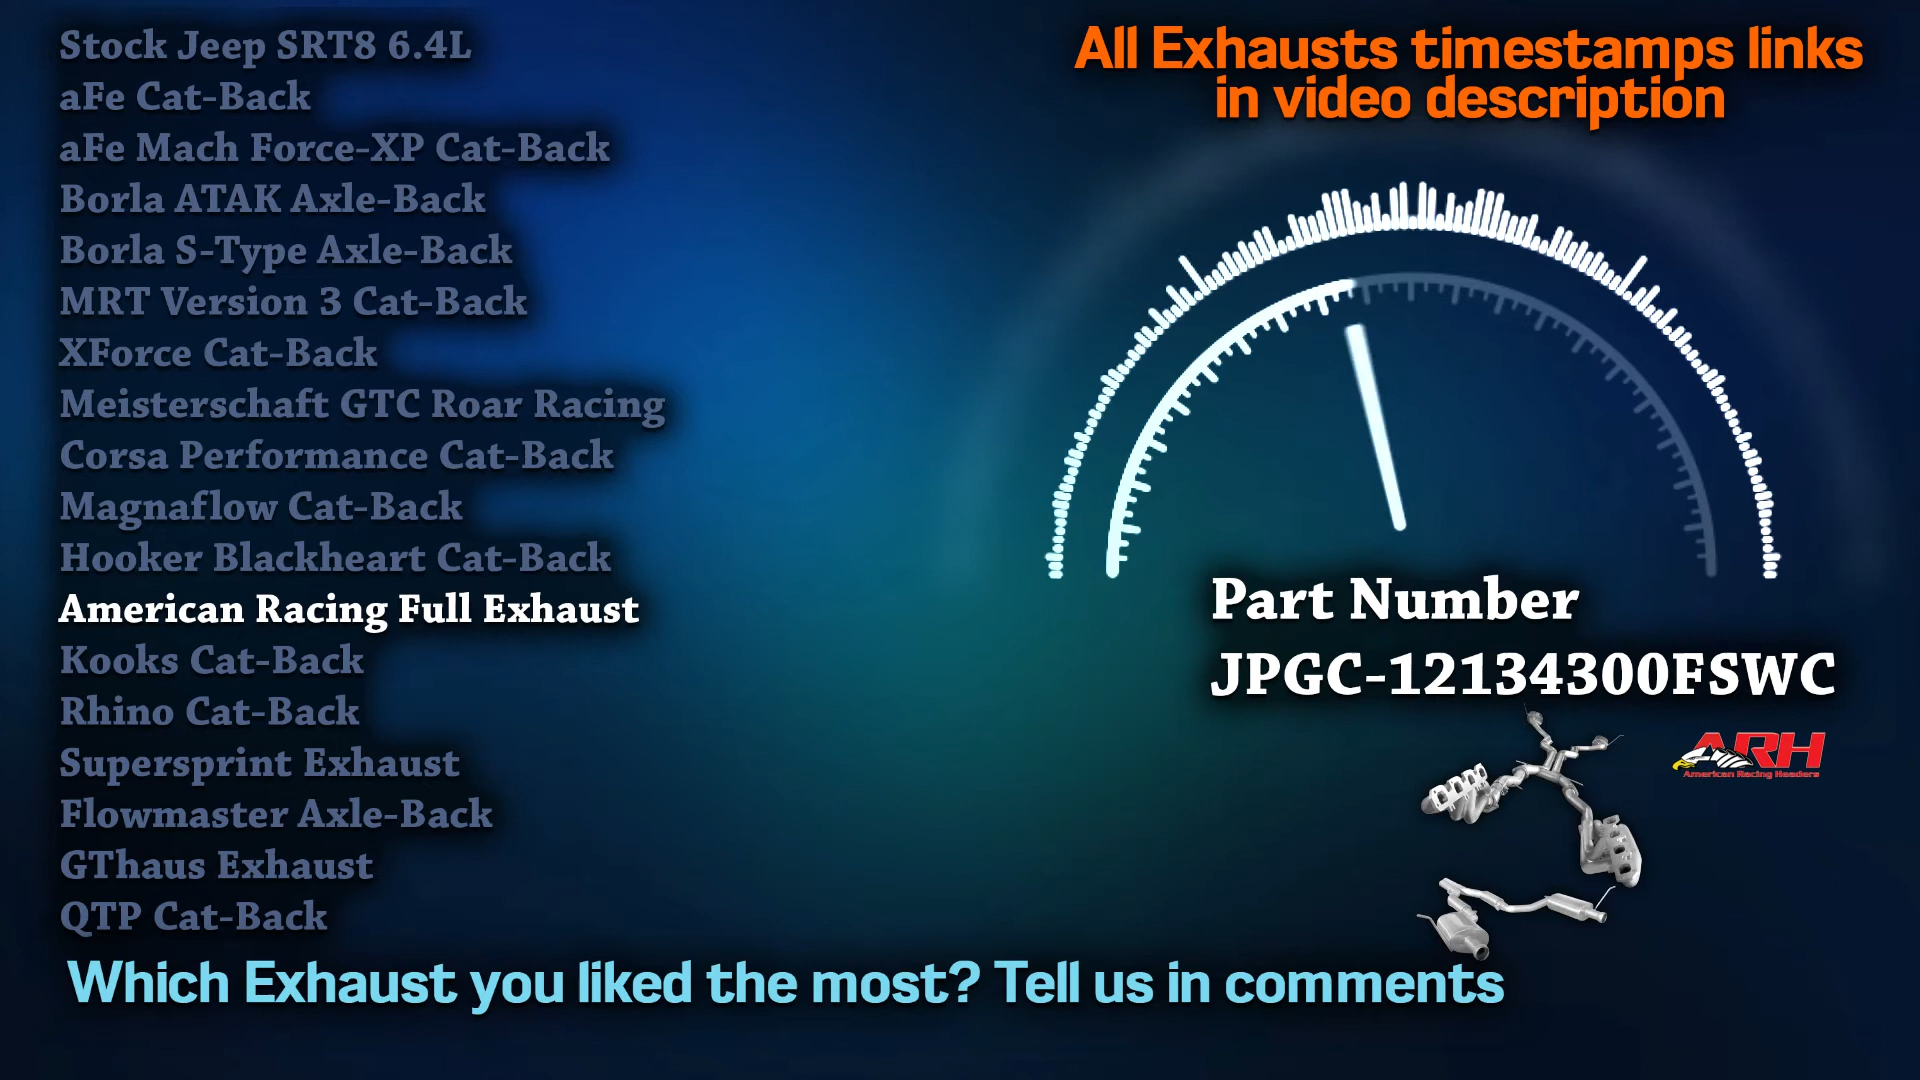 Stock Jeep SRT8 6.4L
aFe Cat-Back
aFe Mach Force-XP Cat-Back
Borla ATAK Axle-Back
Borla S-Type Axle-Back
MRT Version 3 Cat-Back
XForce Cat-Back
Meisterschaft GTC Roar Racing
Corsa Performance Cat-Back
Magnaflow Cat-Back
Hooker Blackheart Cat-Back
American Racing Full Exhaust
Kooks Cat-Back
Rhino Cat-Back
Supersprint Exhaust
Flowmaster Axle-Back
GThaus Exhaust
QTP Cat-Back
All Exhausts timestamps links
in video description
Part Number
JPGC-12134300FSWC
ARH
American Racing Headers
Which Exhaust you liked the most? Tell us in comments